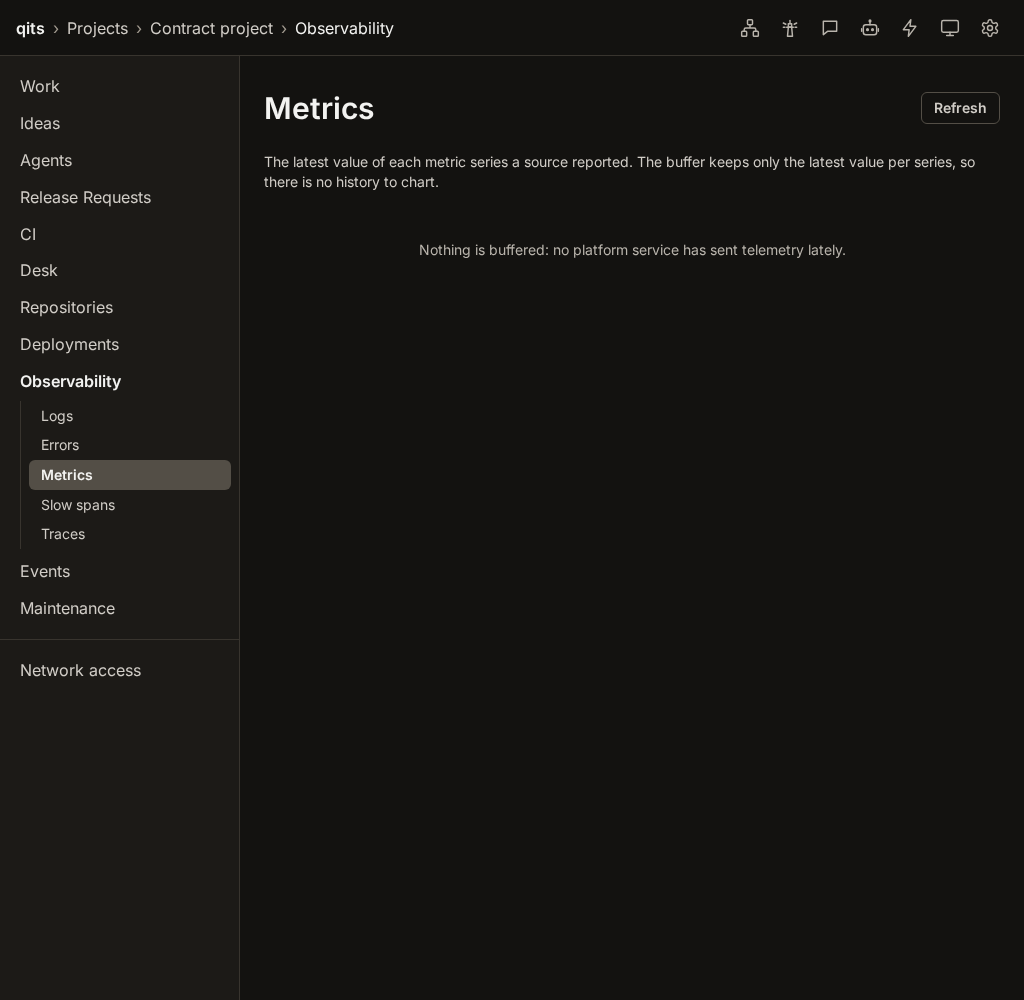 qits › Projects › Contract project › Observability
Work
Ideas
Agents
Release Requests
CI
Desk
Repositories
Deployments
Observability
Logs
Errors
Metrics
Slow spans
Traces
Events
Maintenance
Network access
Metrics
Refresh
The latest value of each metric series a source reported. The buffer keeps only the latest value per series, so
there is no history to chart.
Nothing is buffered: no platform service has sent telemetry lately.